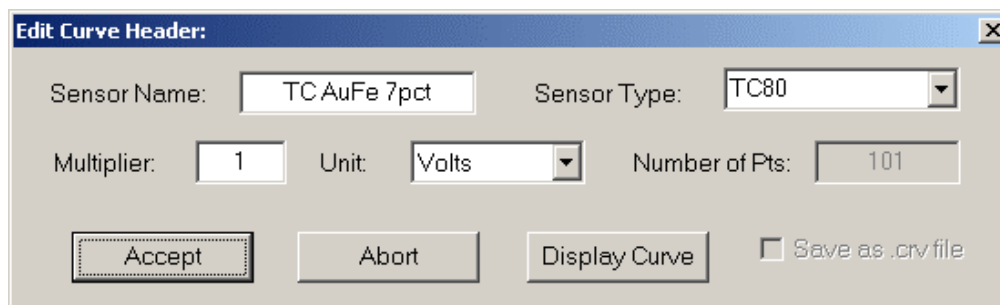 Edit Curve Header:
Sensor Name: TC AuFe 7pct Sensor Type: TC80
Multiplier: 1 Unit: Volts Number of Pts: 101
Accept Abort Display Curve Save as .crv file